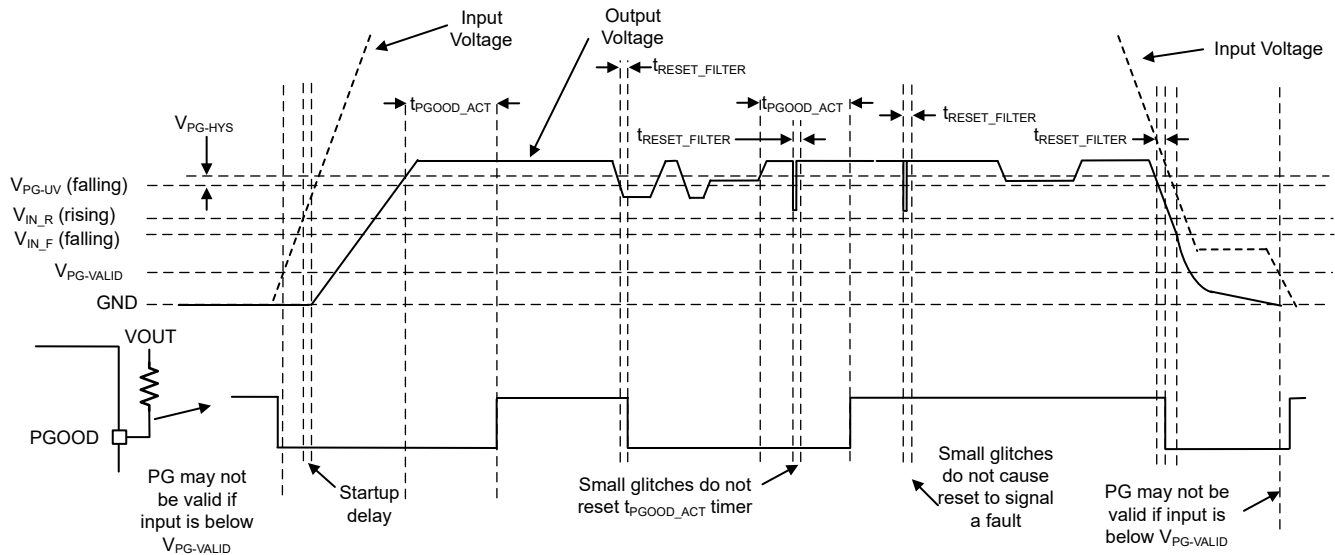 Input
Voltage
Output
Voltage
Input Voltage
tRESET_FILTER
tPGOOD_ACT
tPGOOD_ACT
tRESET_FILTER
tRESET_FILTER
tRESET_FILTER
VPG-HYS
VPG-UV (falling)
VIN_R (rising)
VIN_F (falling)
VPG-VALID
GND
VOUT
PGOOD
PG may not
be valid if
input is below
VPG-VALID
Startup
delay
Small glitches do not
reset tPGOOD_ACT timer
Small glitches
do not cause
reset to signal
a fault
PG may not be
valid if input is
below VPG-VALID